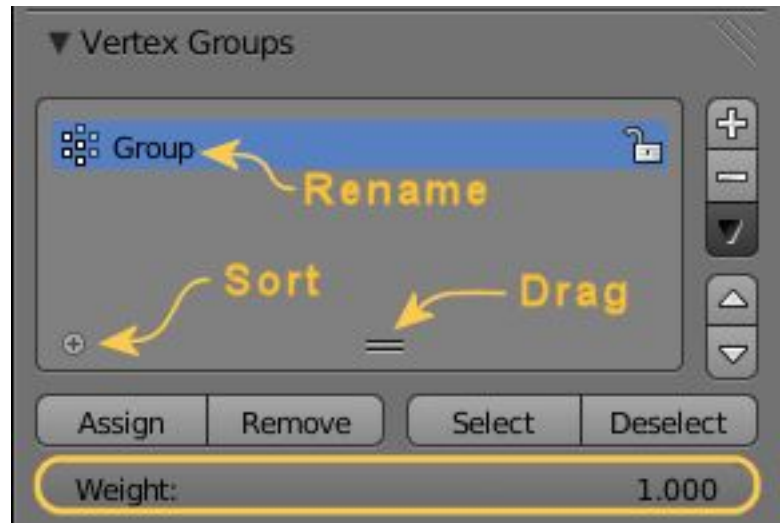 Vertex Groups
Group
Rename
Sort
Drag
Assign Remove Select Deselect
Weight: 1.000